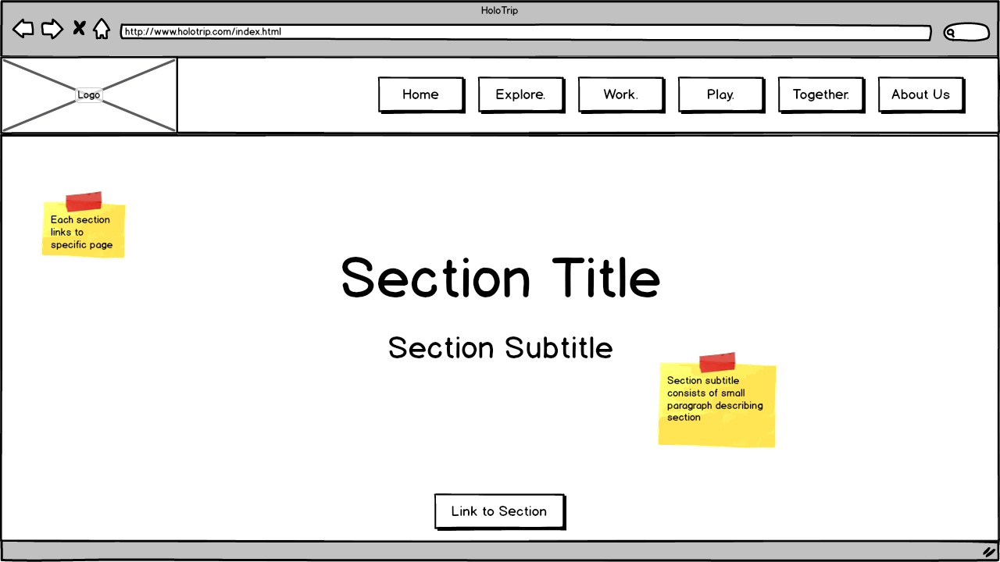 HoloTrip
http://www.holotrip.com/index.html
Logo
Home
Explore.
Work.
Play.
Together.
About Us
Each section
links to
specific page
Section Title
Section Subtitle
Section subtitle
consists of small
paragraph describing
section
Link to Section